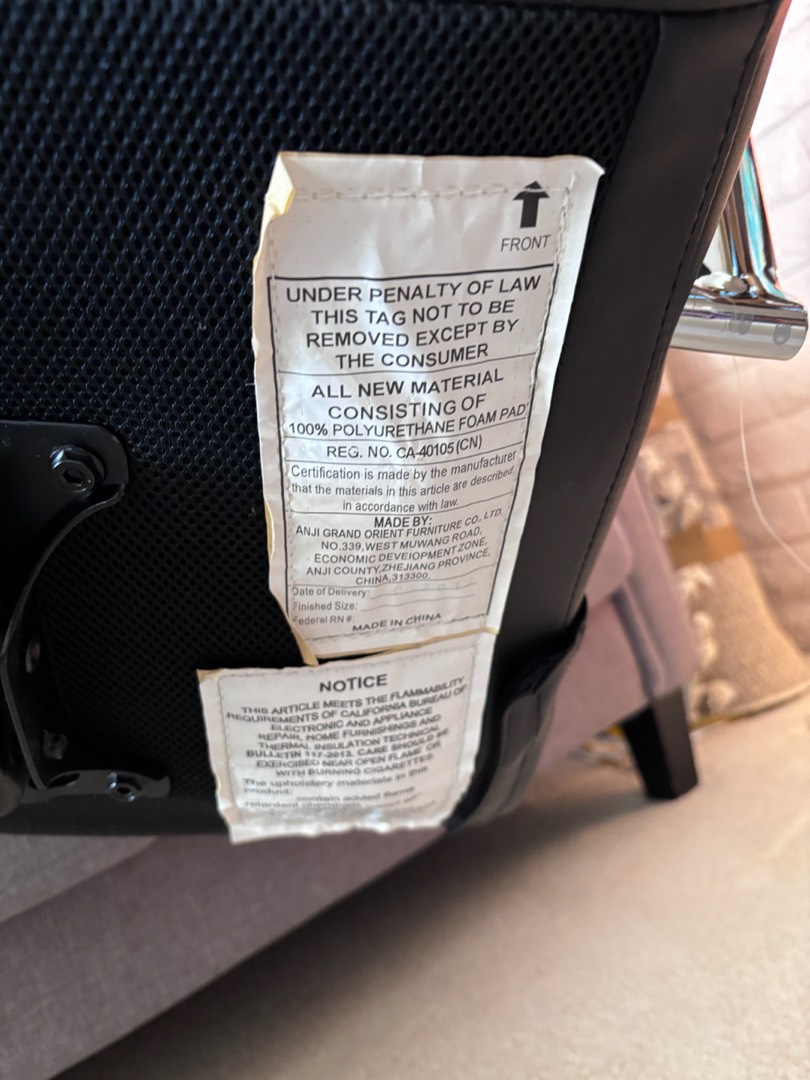 FRONT
UNDER PENALTY OF LAW
THIS TAG NOT TO BE
REMOVED EXCEPT BY
THE CONSUMER
ALL NEW MATERIAL
CONSISTING OF
100% POLYURETHANE FOAM PAD
REG. NO. CA-40105 (CN)
Certification is made by the manufacturer
that the materials in this article are described
in accordance with law.
MADE BY:
ANJI GRAND ORIENT FURNITURE CO., LTD.
NO.339,WEST MUWANG ROAD,
ECONOMIC DEVEIOPMENT ZONE,
ANJI COUNTY,ZHEJIANG PROVINCE,
CHINA,313300,
Date of Delivery:
Finished Size:
Federal RN #:
MADE IN CHINA
NOTICE
THIS ARTICLE MEETS THE FLAMMABILITY
REQUIREMENTS OF CALIFORNIA BUREAU OF
ELECTRONIC AND APPLIANCE
REPAIR, HOME FURNISHINGS AND
THERMAL INSULATION TECHNICAL
BULLETIN 117-2013. CARE SHOULD BE
EXERCISED NEAR OPEN FLAME OR
WITH BURNING CIGARETTES
The upholstery materials in this
product:
contain added flame
retardant